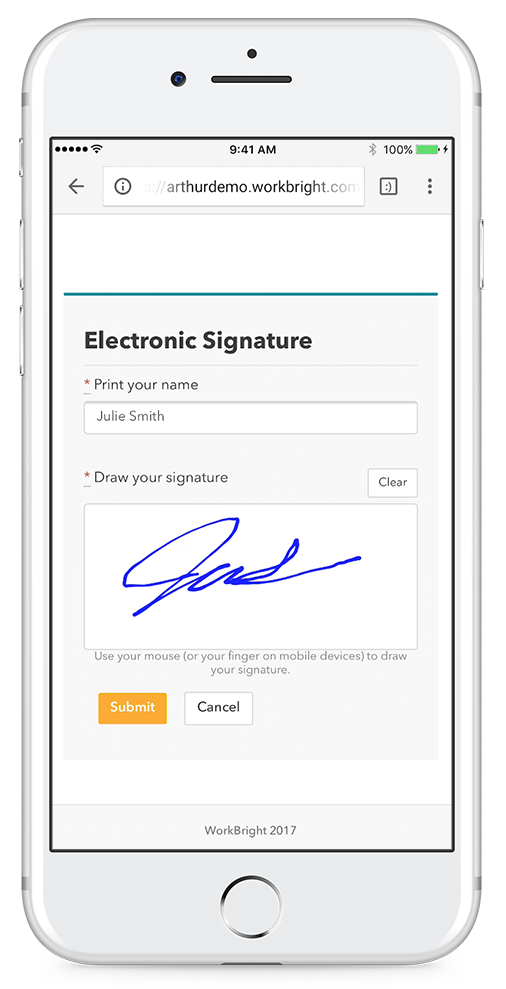 9:41 AM
100%
s://arthurdemo.workbright.com
Electronic Signature
* Print your name
Julie Smith
* Draw your signature
Clear
Use your mouse (or your finger on mobile devices) to draw
your signature.
Submit
Cancel
WorkBright 2017